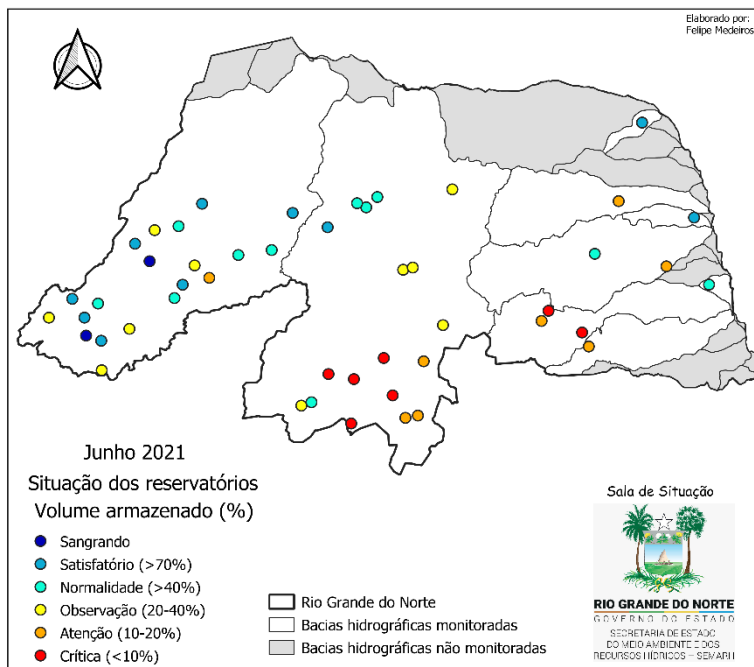 Elaborado por:
Felipe Medeiros
Junho 2021
Situação dos reservatórios
Volume armazenado (%)
Sangrando
Satisfatório (>70%)
Normalidade (>40%)
Observação (20-40%)
Atenção (10-20%)
Crítica (<10%)
Rio Grande do Norte
Bacias hidrográficas monitoradas
Bacias hidrográficas não monitoradas
Sala de Situação
RIO GRANDE DO NORTE
GOVERNO DO ESTADO
SECRETARIA DE ESTADO
DO MEIO AMBIENTE E DOS
RECURSOS HÍDRICOS – SEMARH